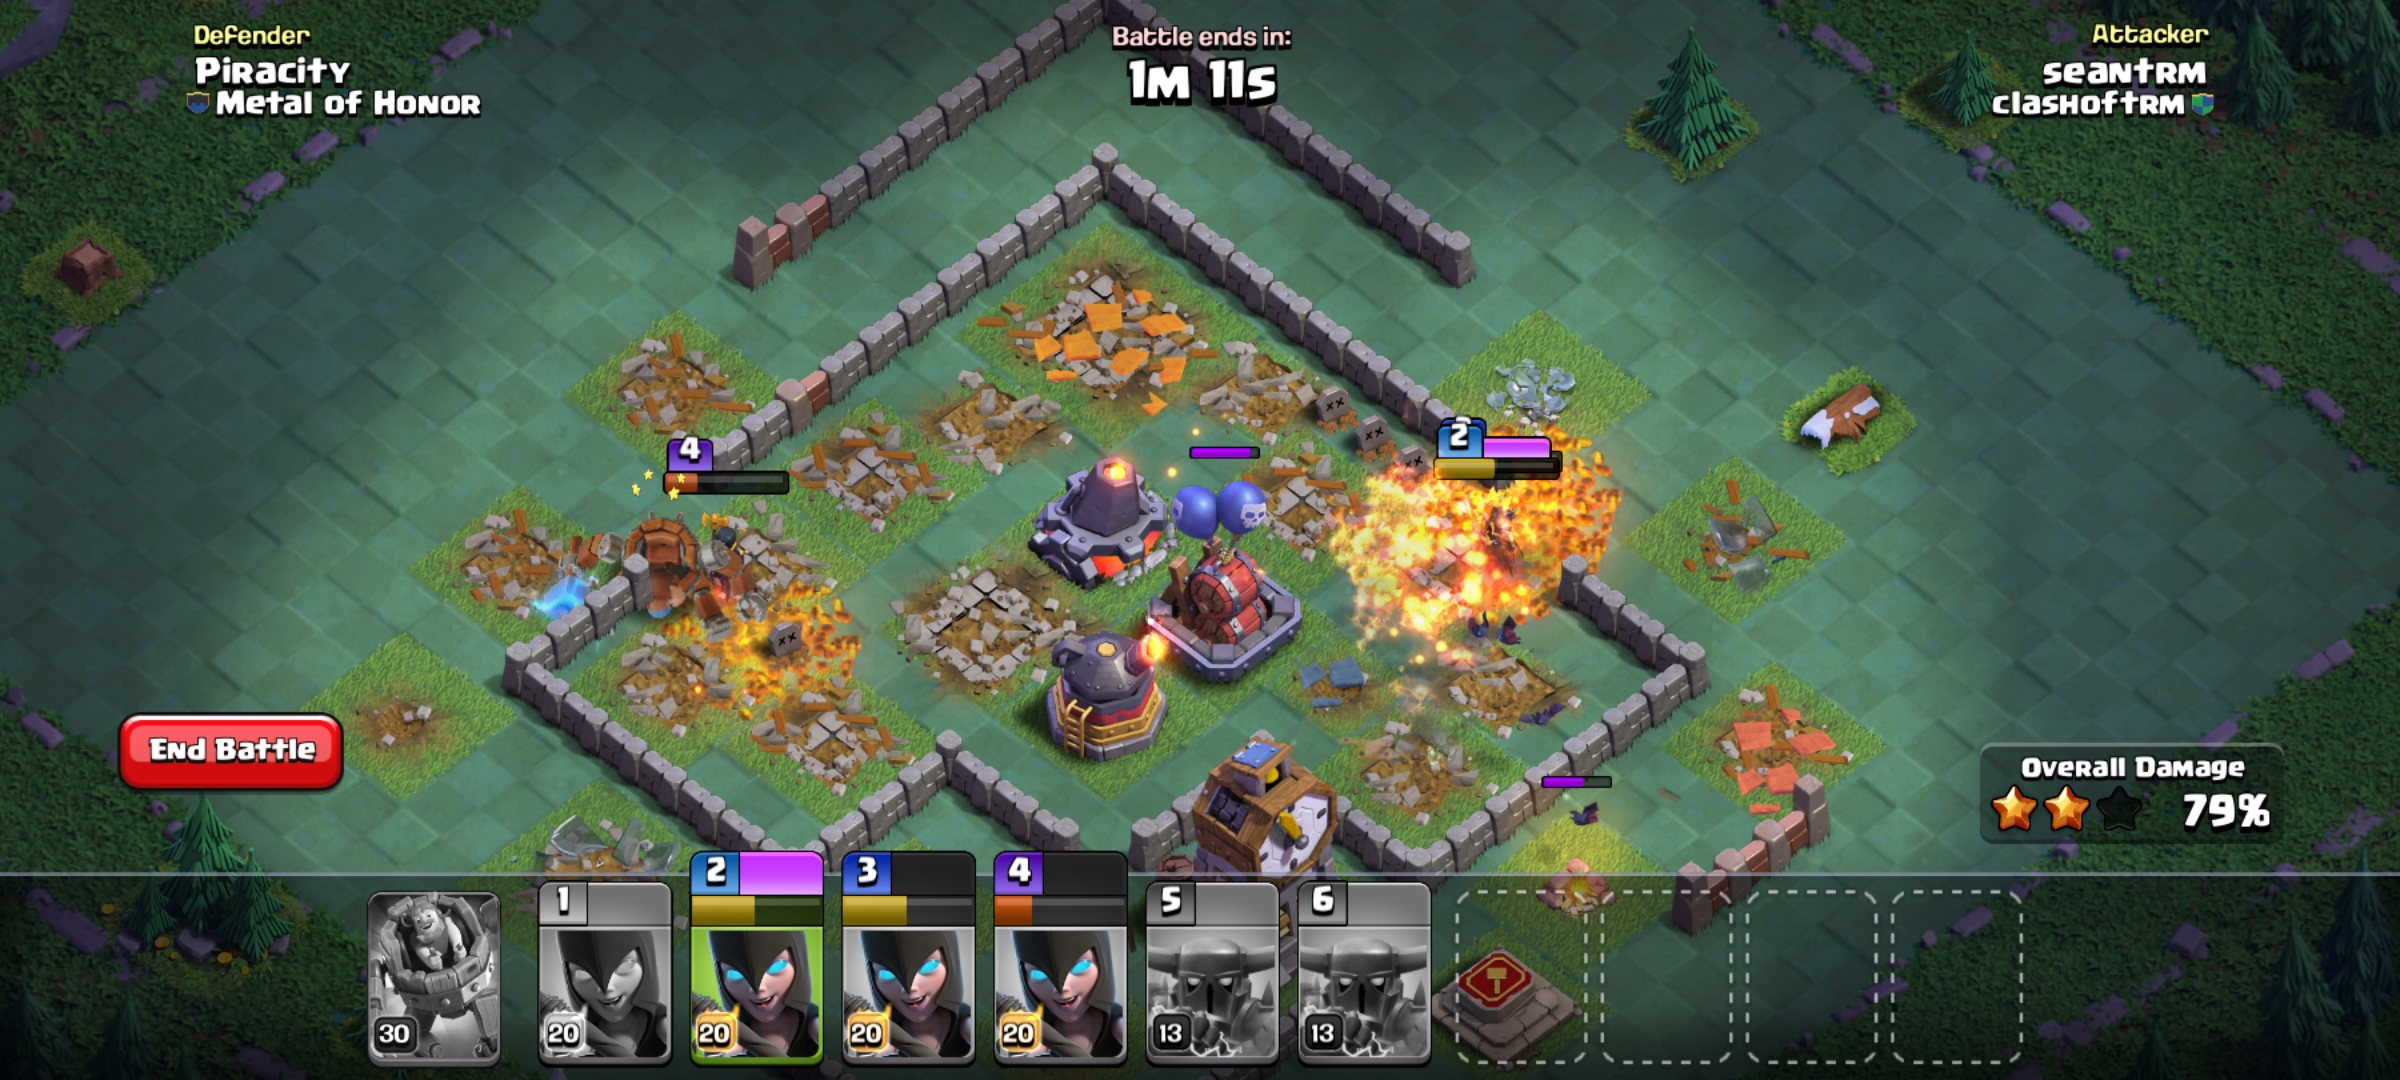 Defender
Piracity
Metal of Honor
Battle ends in:
1M 11s
Attacker
seantrm
clashoftrm
4
2
End Battle
Overall Damage
79%
30
1
20
2
20
3
20
4
20
5
13
6
13